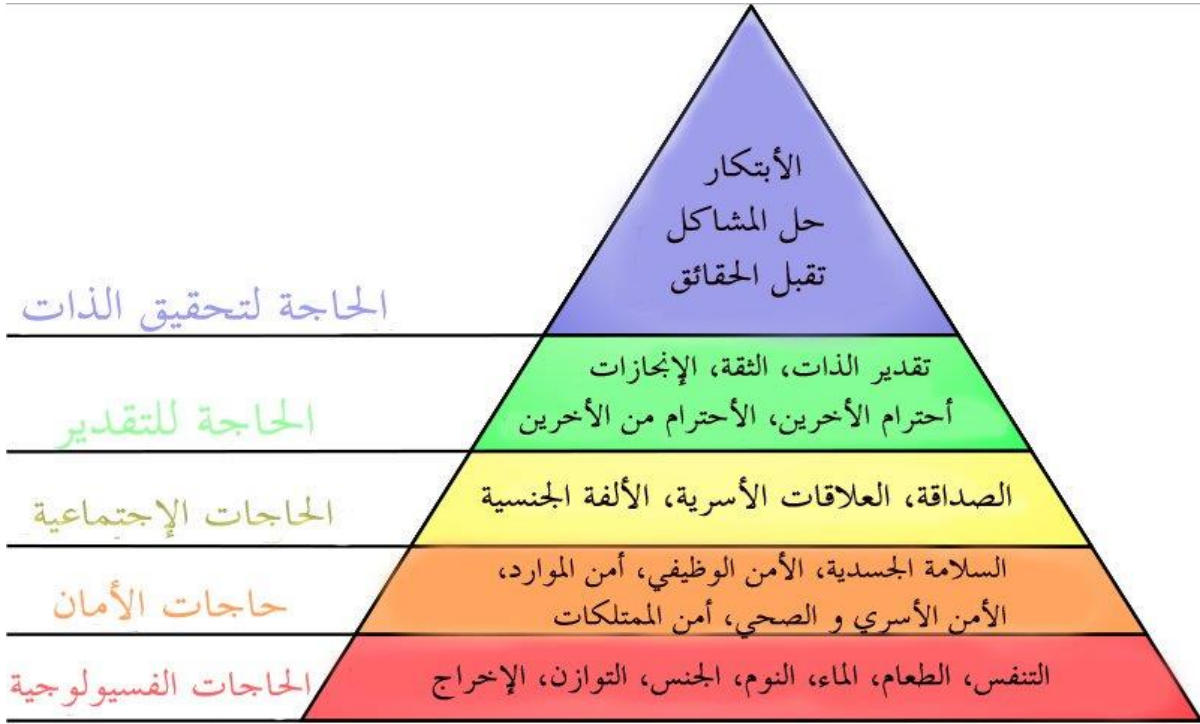 الأبتكار
حل المشاكل
تقبل الحقائق
الحاجة لتحقيق الذات
تقدير الذات، الثقة، الإنجازات
أحترام الأخرين، الأحترام من الأخرين
الحاجة للتقدير
الصداقة، العلاقات الأسرية، الألفة الجنسية
الحاجات الإجتماعية
السلامة الجسدية، الأمن الوظيفي، أمن الموارد،
الأمن الأسري و الصحي، أمن الممتلكات
حاجات الأمان
التنفس، الطعام، الماء، النوم، الجنس، التوازن، الإخراج
الحاجات الفسيولوجية